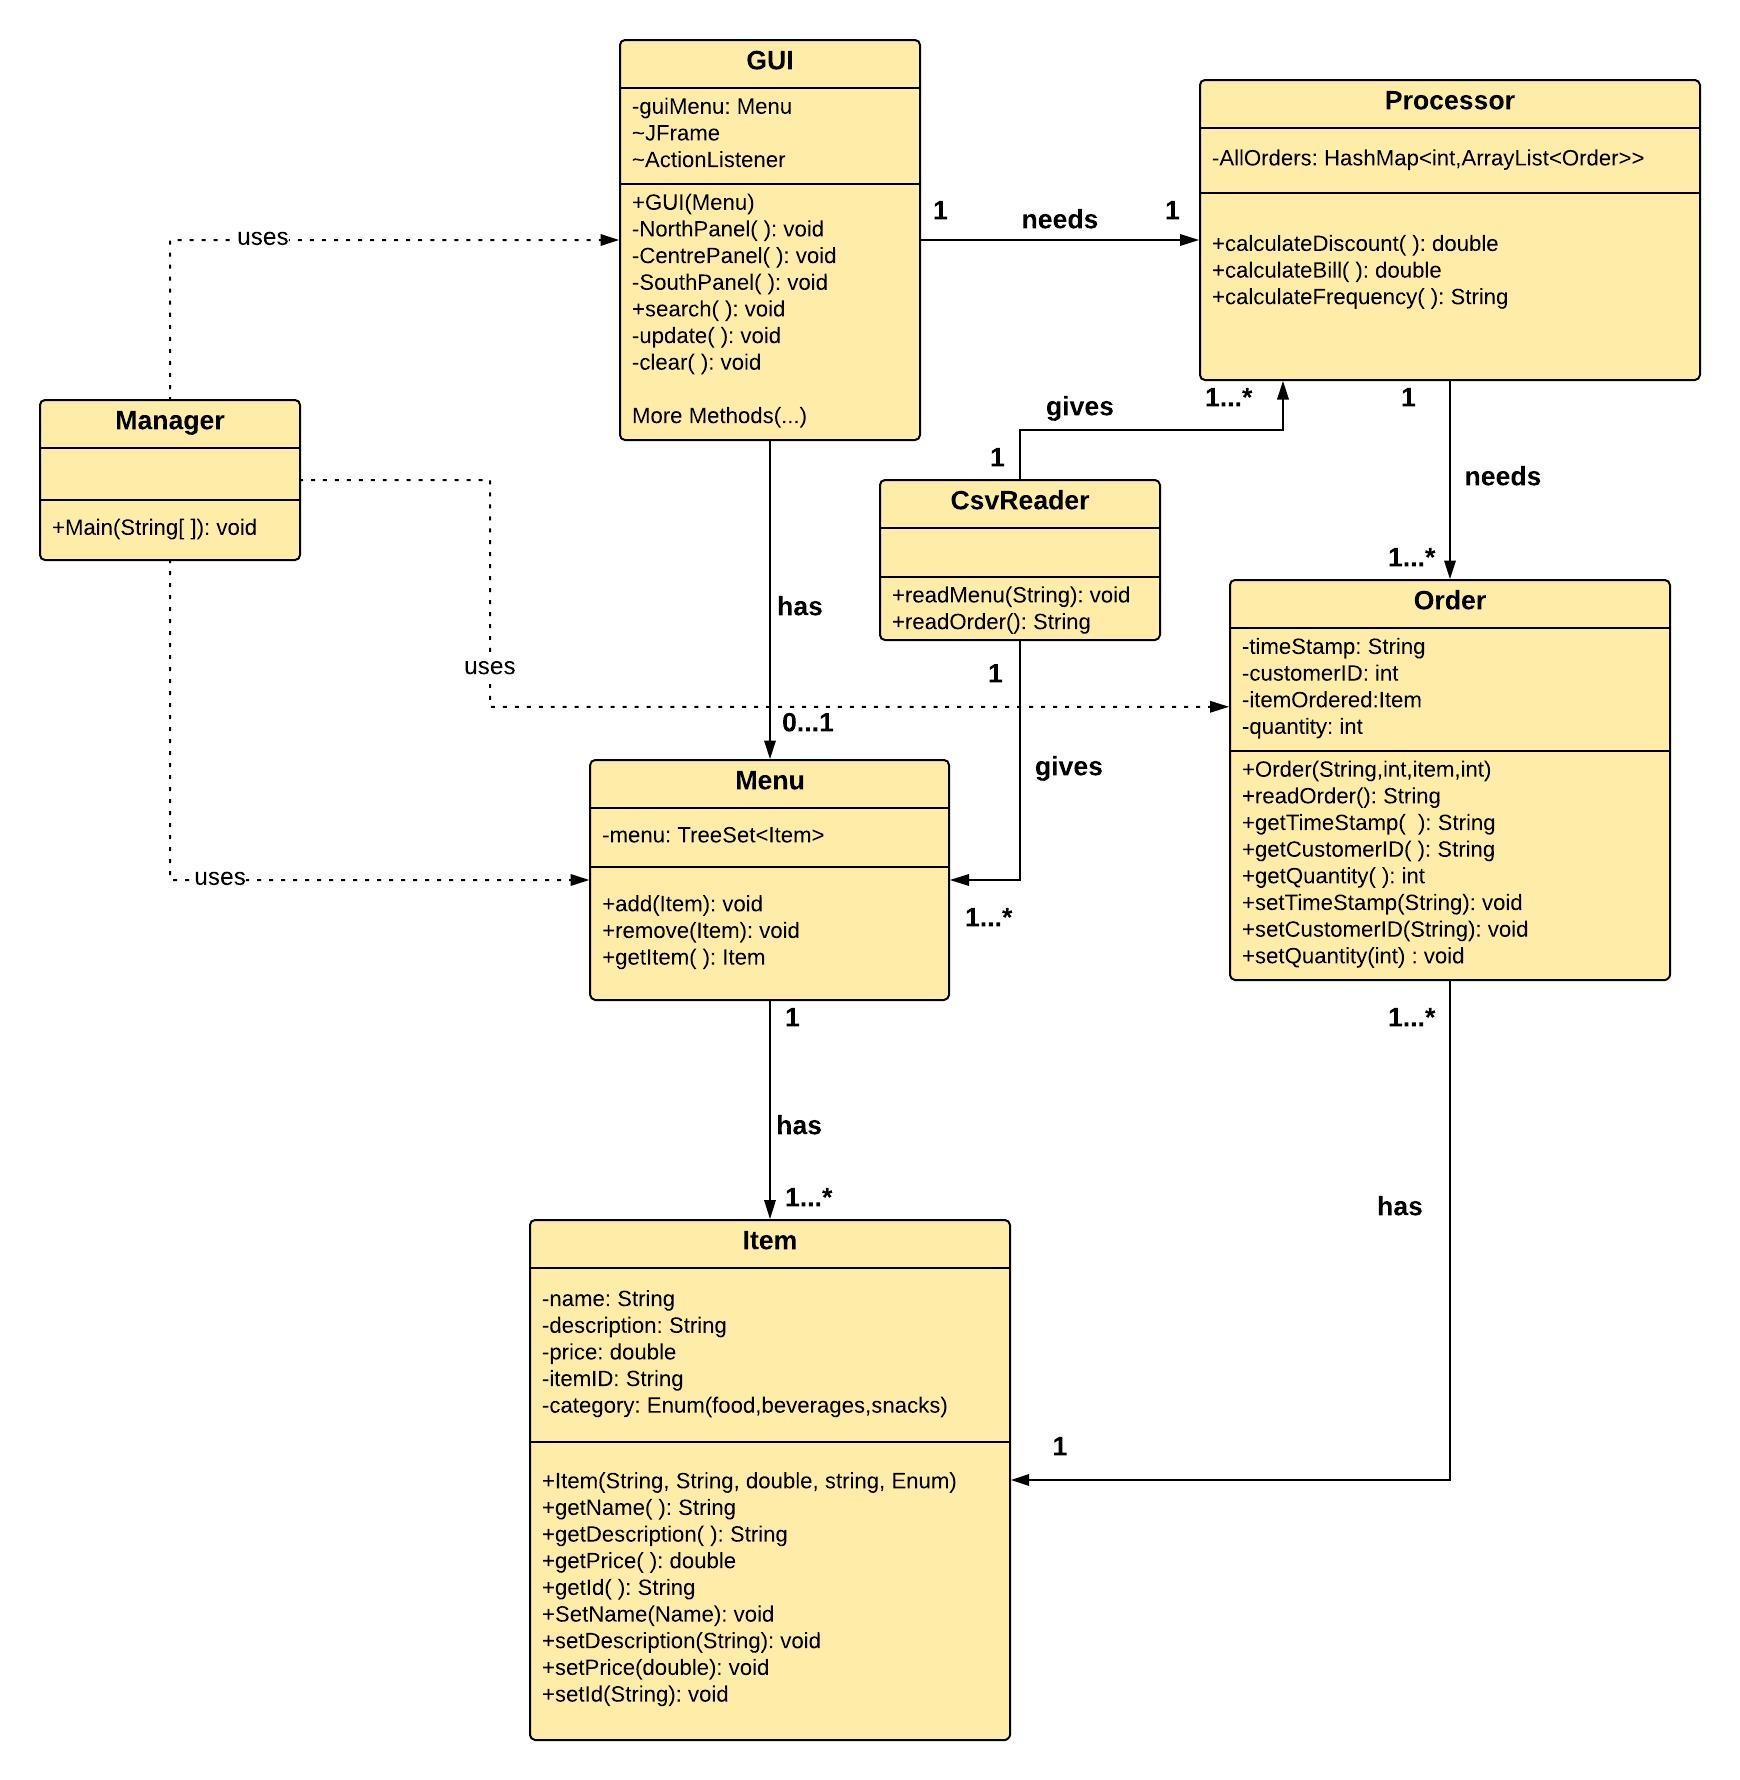 GUI
-guiMenu: Menu
~JFrame
~ActionListener
+GUI(Menu)
-NorthPanel( ): void
-CentrePanel( ): void
-SouthPanel( ): void
+search( ): void
-update( ): void
-clear( ): void
More Methods(...)
1
needs
1
Processor
-AllOrders: HashMap<int,ArrayList<Order>>
+calculateDiscount( ): double
+calculateBill( ): double
+calculateFrequency( ): String
uses
Manager
+Main(String[ ]): void
uses
uses
has
0...1
gives
1...*
1
CsvReader
+readMenu(String): void
+readOrder(): String
1
gives
1...*
1
needs
1...*
Order
-timeStamp: String
-customerID: int
-itemOrdered:Item
-quantity: int
+Order(String,int,item,int)
+readOrder(): String
+getTimeStamp(  ): String
+getCustomerID( ): String
+getQuantity( ): int
+setTimeStamp(String): void
+setCustomerID(String): void
+setQuantity(int) : void
1...*
has
1
Menu
-menu: TreeSet<Item>
+add(Item): void
+remove(Item): void
+getItem( ): Item
1
has
1...*
Item
-name: String
-description: String
-price: double
-itemID: String
-category: Enum(food,beverages,snacks)
+Item(String, String, double, string, Enum)
+getName( ): String
+getDescription( ): String
+getPrice( ): double
+getId( ): String
+SetName(Name): void
+setDescription(String): void
+setPrice(double): void
+setId(String): void